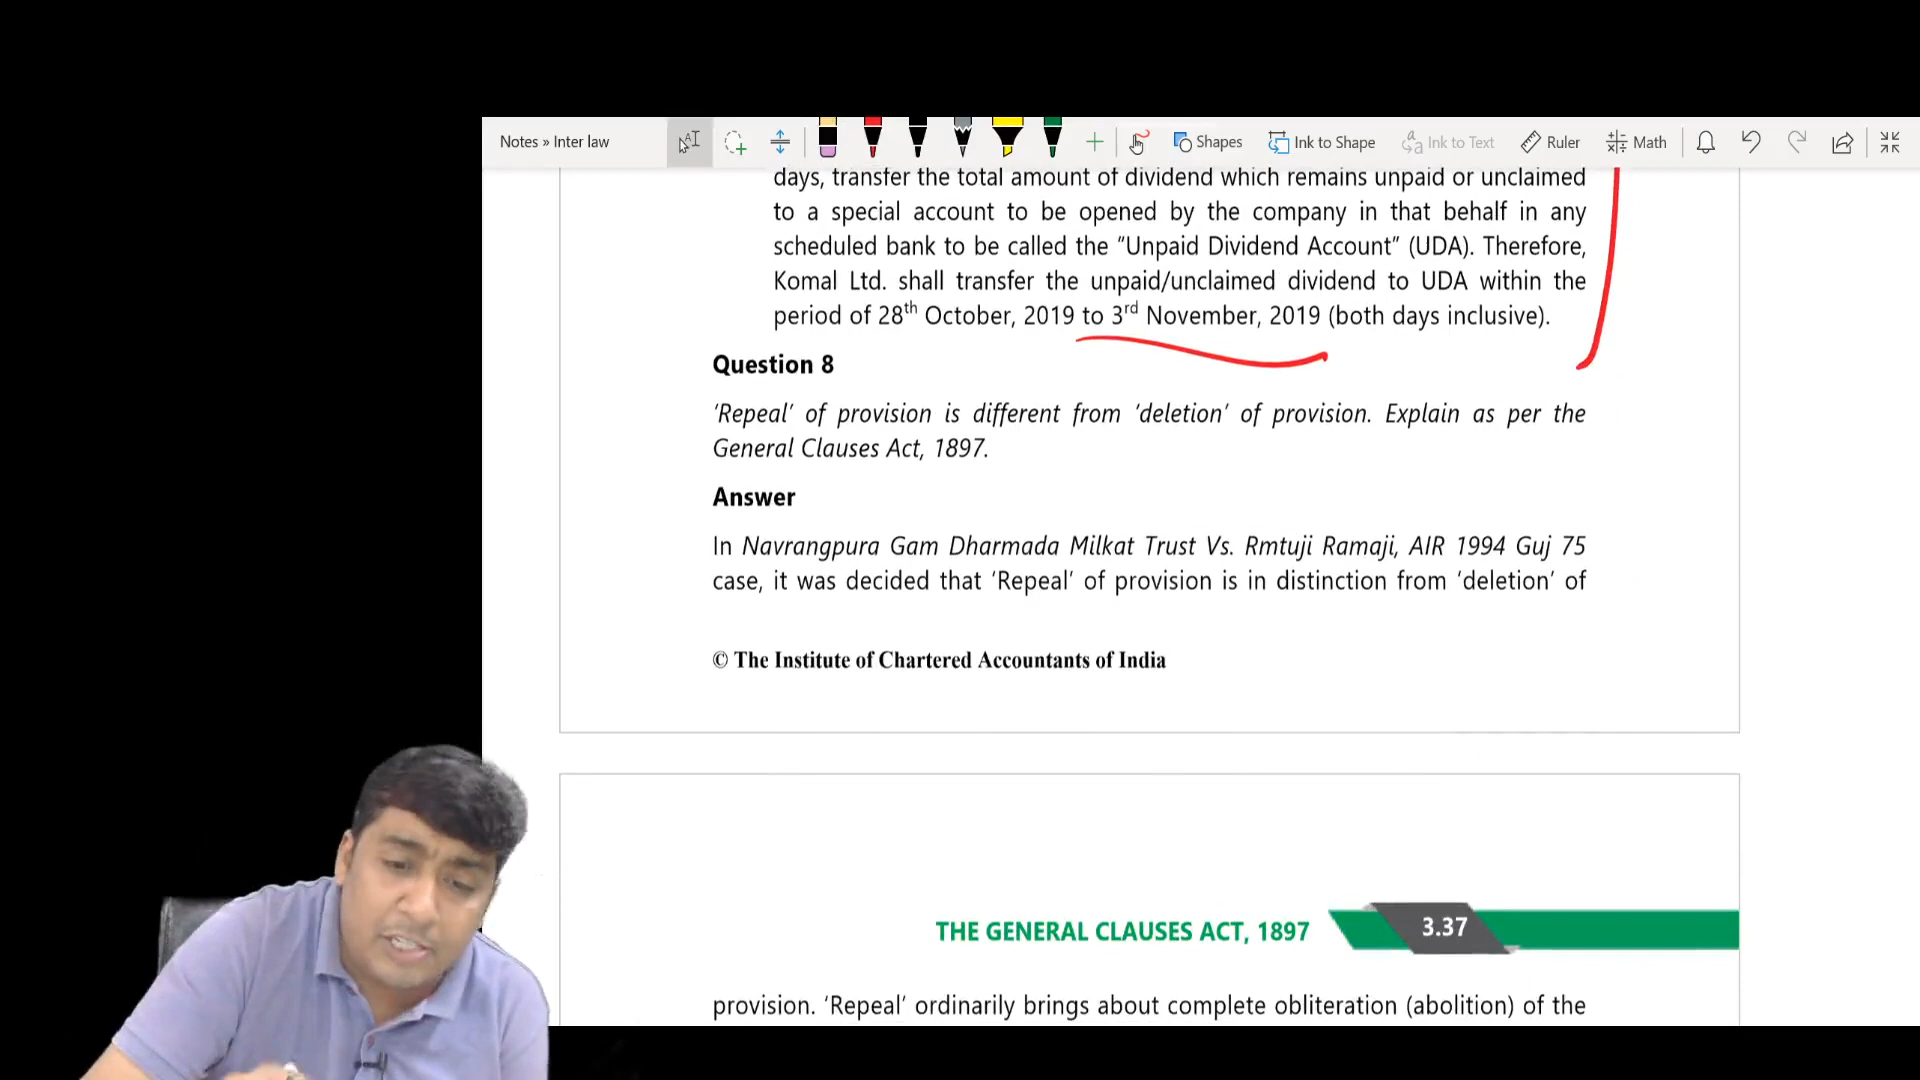 Notes » Inter law
Shapes
Ink to Shape
Ink to Text
Ruler
Math
days, transfer the total amount of dividend which remains unpaid or unclaimed
to a special account to be opened by the company in that behalf in any
scheduled bank to be called the “Unpaid Dividend Account” (UDA). Therefore,
Komal Ltd. shall transfer the unpaid/unclaimed dividend to UDA within the
period of 28th October, 2019 to 3rd November, 2019 (both days inclusive).
Question 8
‘Repeal’ of provision is different from ‘deletion’ of provision. Explain as per the
General Clauses Act, 1897.
Answer
In Navrangpura Gam Dharmada Milkat Trust Vs. Rmtuji Ramaji, AIR 1994 Guj 75
case, it was decided that ‘Repeal’ of provision is in distinction from ‘deletion’ of
© The Institute of Chartered Accountants of India
THE GENERAL CLAUSES ACT, 1897
3.37
provision. ‘Repeal’ ordinarily brings about complete obliteration (abolition) of the